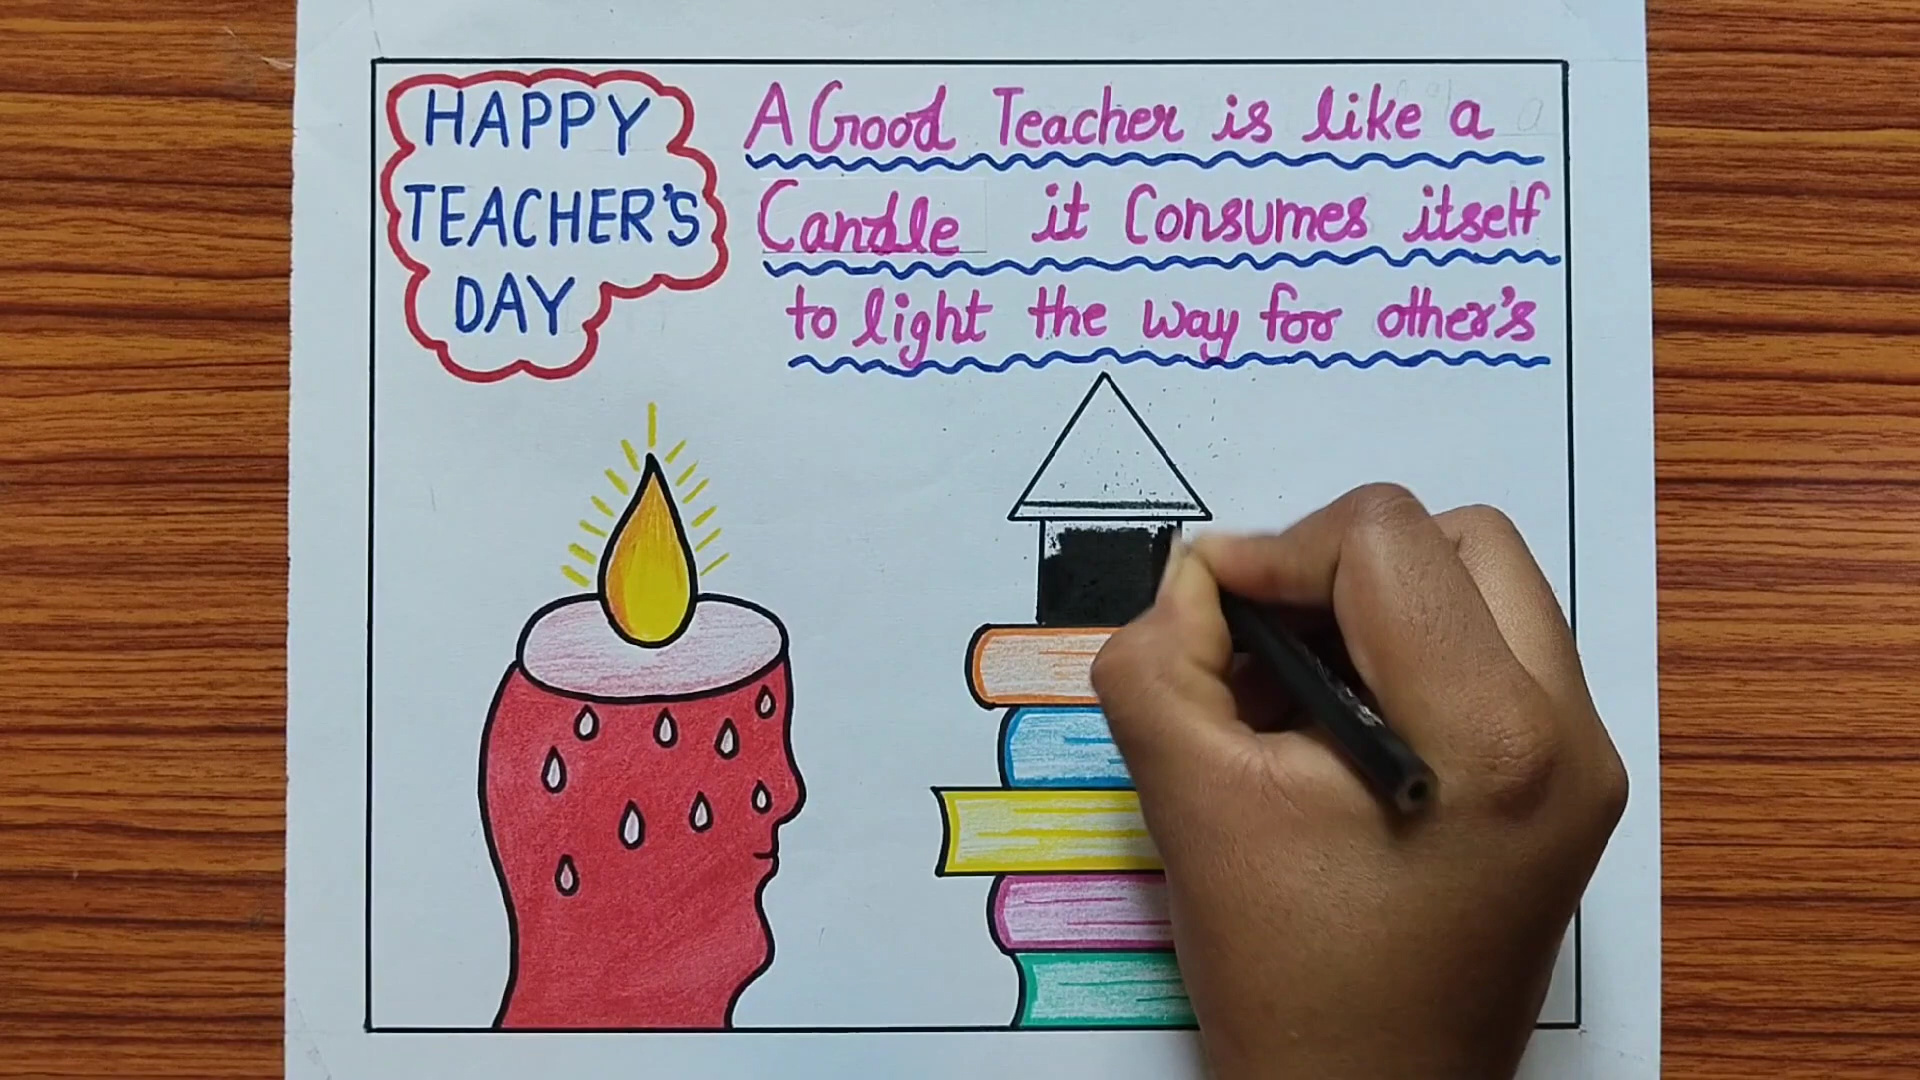 HAPPY
TEACHER'S
DAY
A Good Teacher is like a
Candle it Consumes itself
to light the way for other's